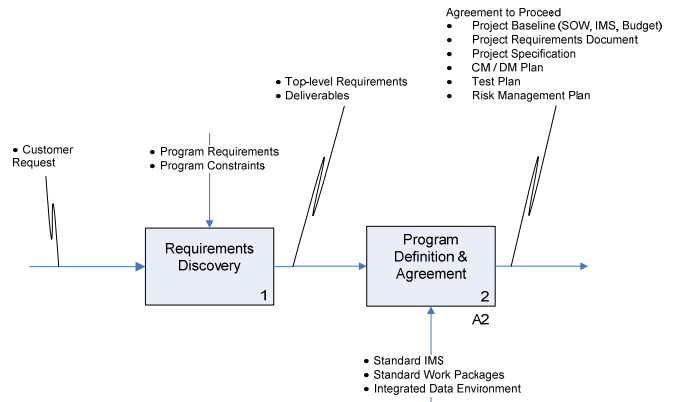 Agreement to Proceed
• Project Baseline (SOW, IMS, Budget)
• Project Requirements Document
• Project Specification
• CM / DM Plan
• Test Plan
• Risk Management Plan
• Top-level Requirements
• Deliverables
• Customer
Request
• Program Requirements
• Program Constraints
Requirements
Discovery
1
Program
Definition &
Agreement
2
A2
• Standard IMS
• Standard Work Packages
• Integrated Data Environment